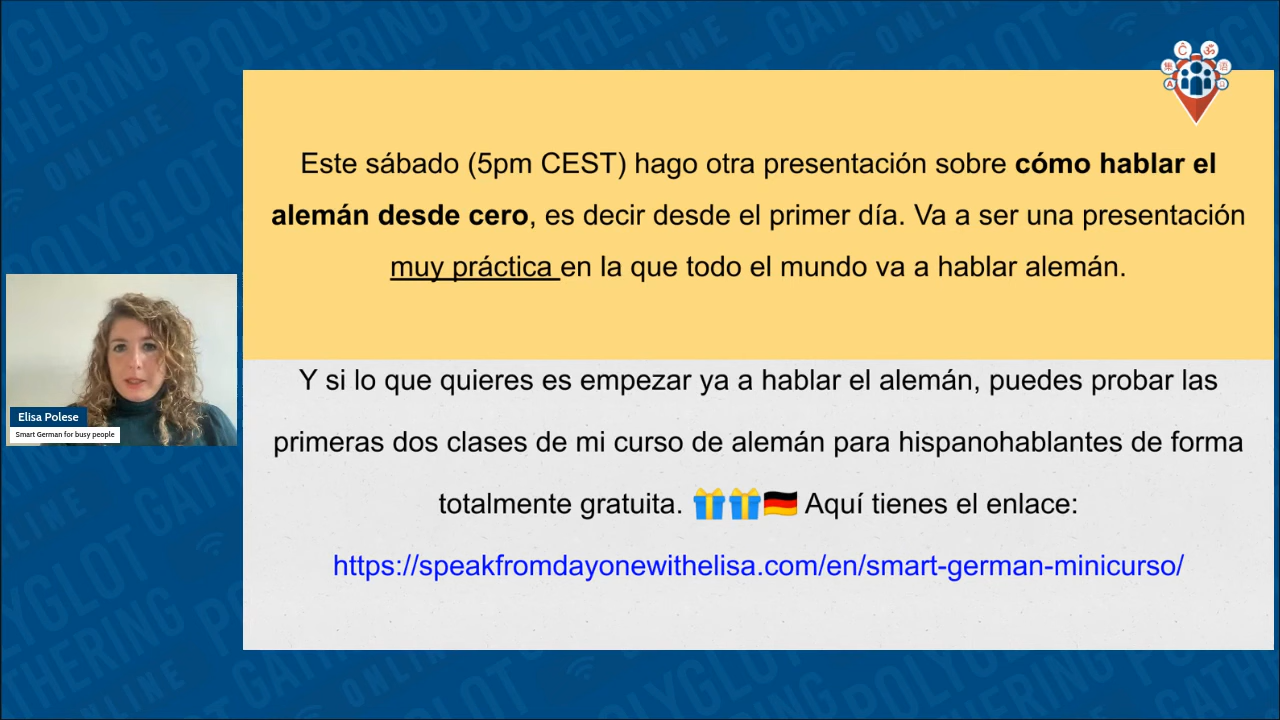 Este sábado (5pm CEST) hago otra presentación sobre cómo hablar el
alemán desde cero, es decir desde el primer día. Va a ser una presentación
muy práctica en la que todo el mundo va a hablar alemán.
Y si lo que quieres es empezar ya a hablar el alemán, puedes probar las
primeras dos clases de mi curso de alemán para hispanohablantes de forma
totalmente gratuita. 🎁🎁🇩🇪 Aquí tienes el enlace:
https://speakfromdayonewithelisa.com/en/smart-german-minicurso/
Elisa Polese
Smart German for busy people
POLYGLOT
GATHERING
ONLINE